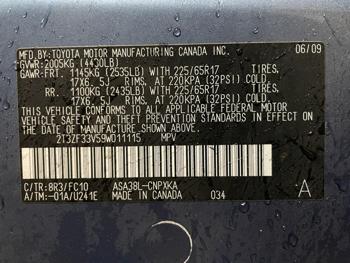 MFD. BY: TOYOTA MOTOR MANUFACTURING CANADA INC. 06/09
GVWR: 2005KG (4430LB)
GAWR: FRT. 1145KG (2535LB) WITH 225/65R17 TIRES,
17X6.5J RIMS, AT 220KPA (32PSI) COLD
RR. 1100KG (2435LB) WITH 225/65R17 TIRES,
17X6.5J RIMS, AT 220KPA (32PSI) COLD
THIS VEHICLE CONFORMS TO ALL APPLICABLE FEDERAL MOTOR
VEHICLE SAFETY AND THEFT PREVENTION STANDARDS IN EFFECT
ON THE DATE OF MANUFACTURE SHOWN ABOVE.
2T3ZF33V59W011115 MPV
C/TR: 8R3/FC10 ASA38L-CNPXKA A
A/TM: -01A/U241E MADE IN CANADA 034